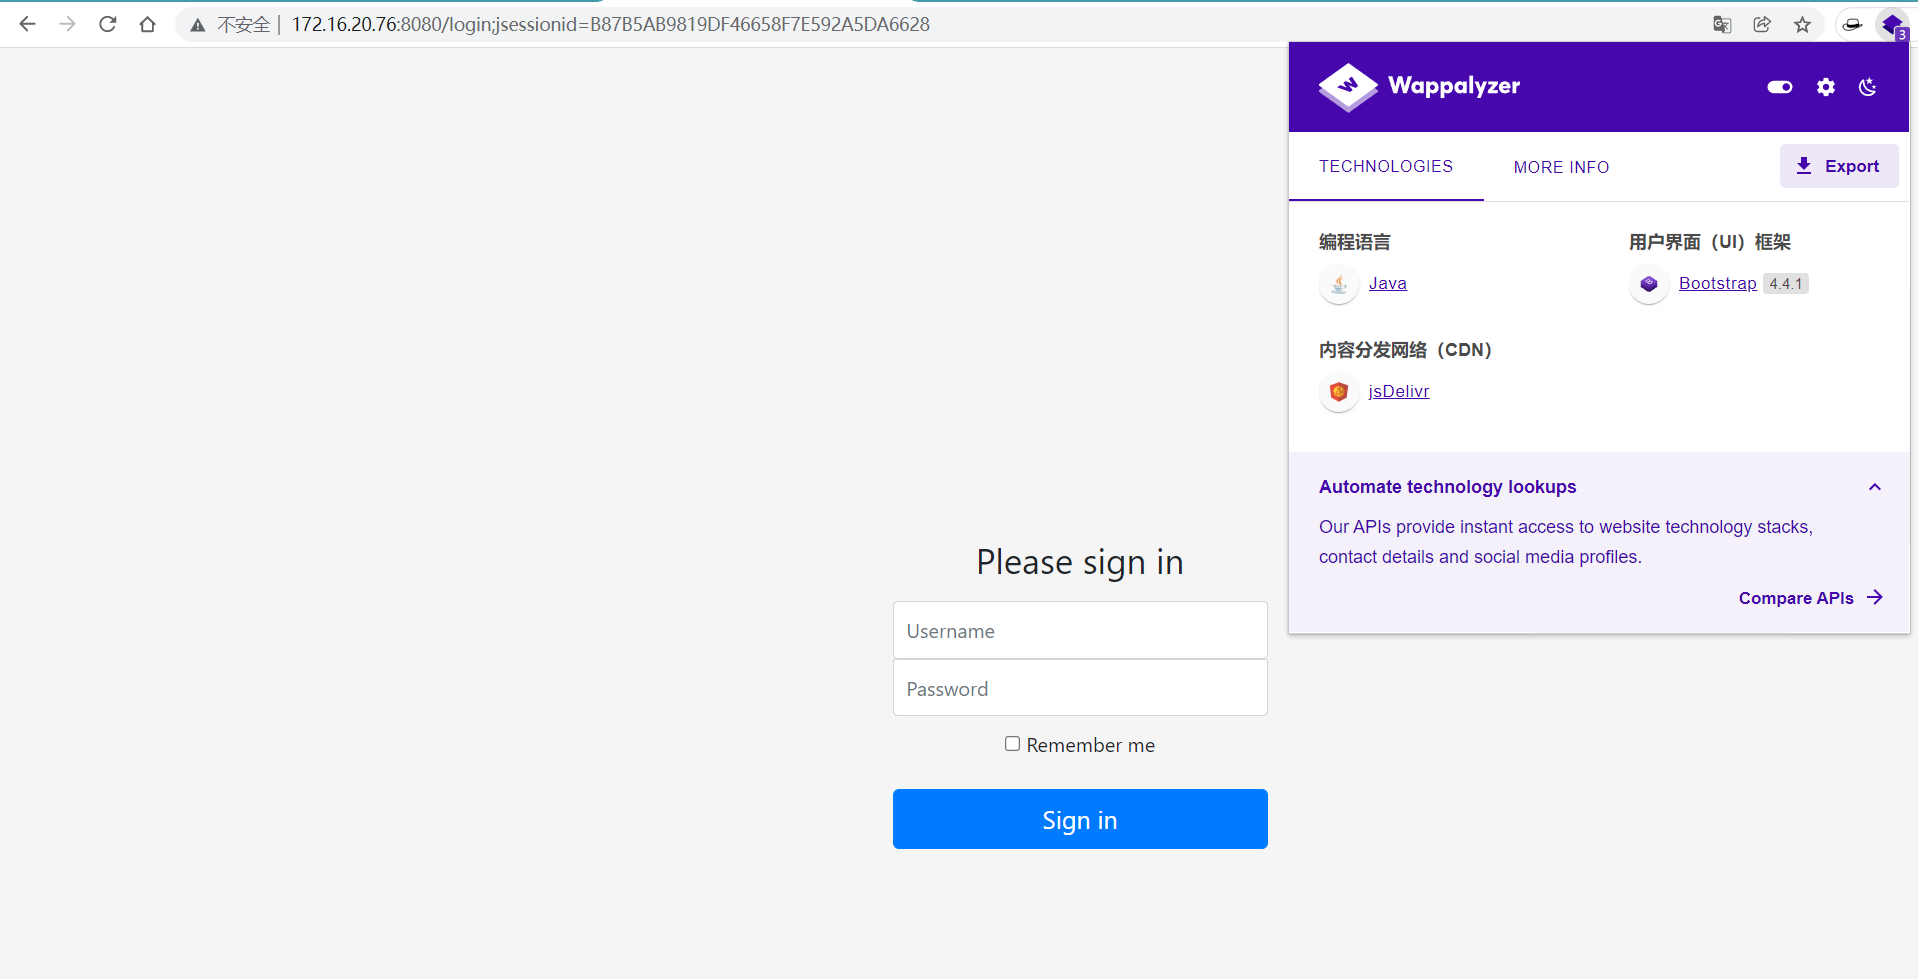 不安全 | 172.16.20.76:8080/login;jsessionid=B87B5AB9819DF46658F7E592A5DA6628
3
Wappalyzer
TECHNOLOGIES
MORE INFO
Export
编程语言
Java
用户界面（UI）框架
Bootstrap 4.4.1
内容分发网络（CDN）
jsDelivr
Automate technology lookups
Our APIs provide instant access to website technology stacks,
contact details and social media profiles.
Compare APIs
Please sign in
Username
Password
Remember me
Sign in